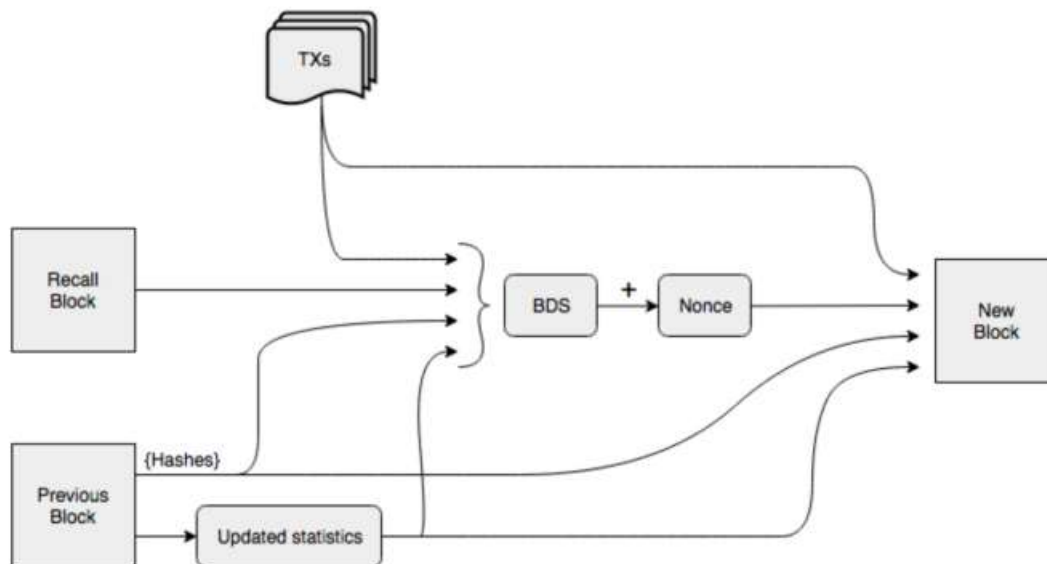 TXs
Recall
Block
BDS
+
Nonce
New
Block
{Hashes}
Previous
Block
Updated statistics